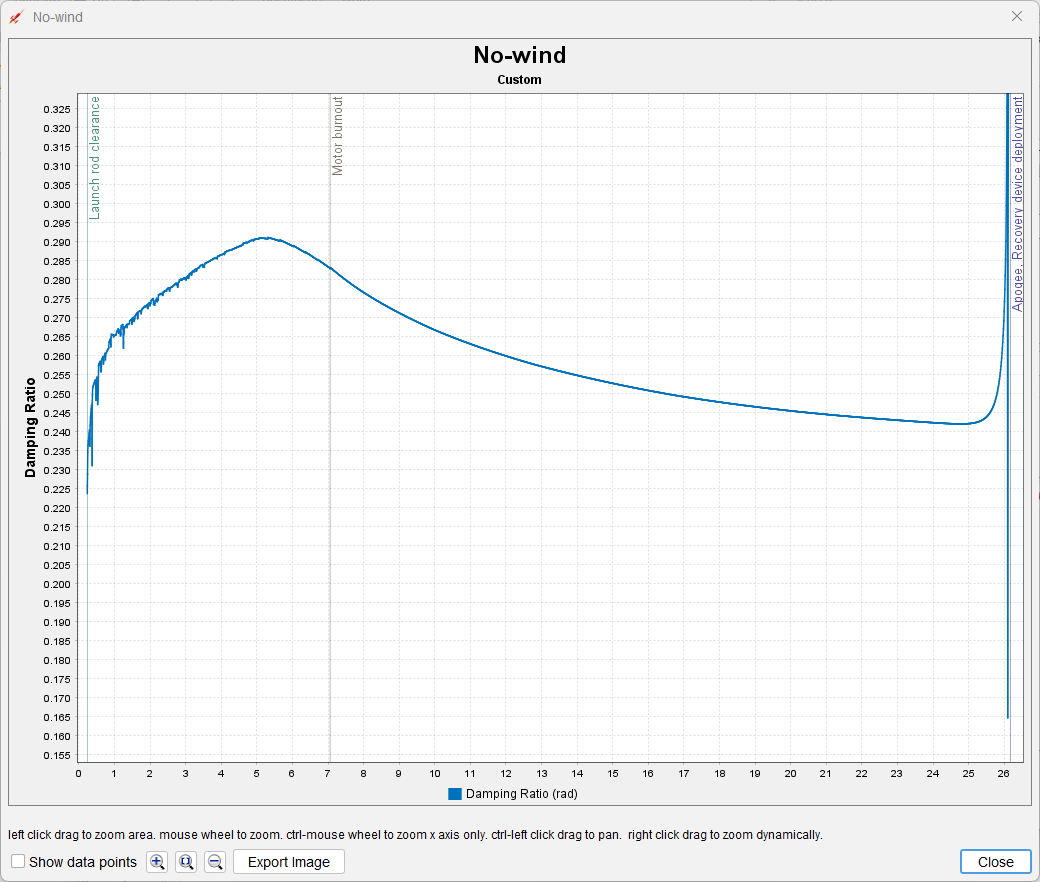 No-wind
No-wind
Custom
Launch rod clearance
Motor burnout
Apogee, Recovery device deployment
Damping Ratio
0.325
0.320
0.315
0.310
0.305
0.300
0.295
0.290
0.285
0.280
0.275
0.270
0.265
0.260
0.255
0.250
0.245
0.240
0.235
0.230
0.225
0.220
0.215
0.210
0.205
0.200
0.195
0.190
0.185
0.180
0.175
0.170
0.165
0.160
0.155
0 1 2 3 4 5 6 7 8 9 10 11 12 13 14 15 16 17 18 19 20 21 22 23 24 25 26
Damping Ratio (rad)
left click drag to zoom area. mouse wheel to zoom. ctrl-mouse wheel to zoom x axis only. ctrl-left click drag to pan. right click drag to zoom dynamically.
Show data points
Export Image
Close